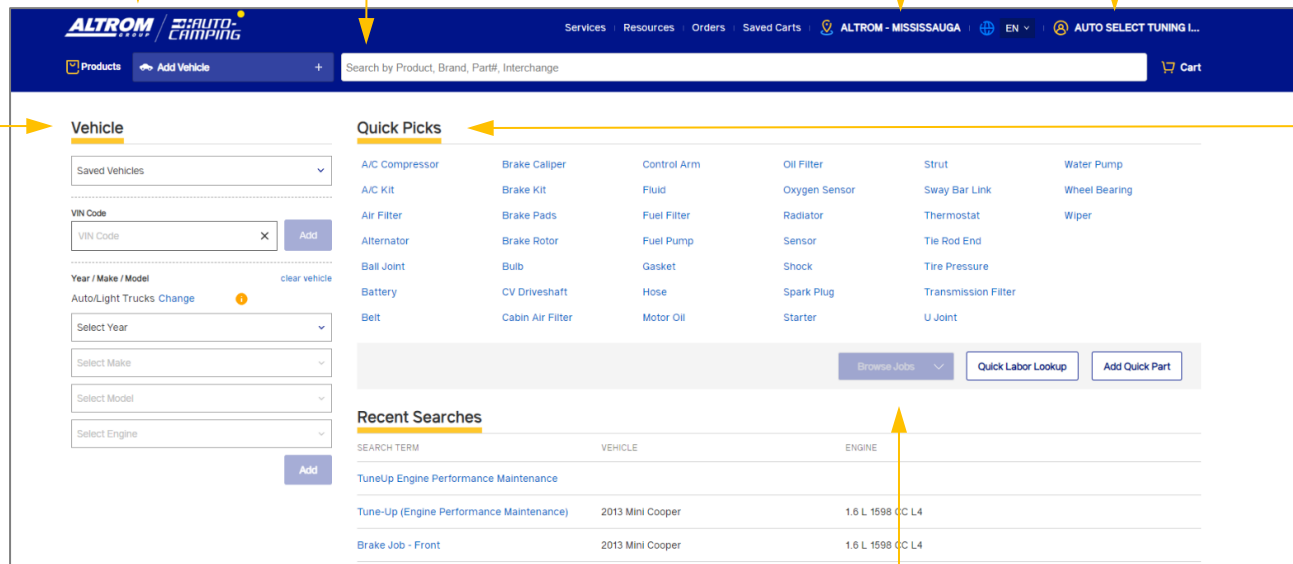 ALTROM GROUP / AUTO-CAMPING
Services Resources Orders Saved Carts ALTROM - MISSISSAUGA EN AUTO SELECT TUNING I...
Products Add Vehicle + Search by Product, Brand, Part#, Interchange Cart
Vehicle
Saved Vehicles
VIN Code
VIN Code Add
Year / Make / Model clear vehicle
Auto/Light Trucks Change
Select Year
Select Make
Select Model
Select Engine
Add
Quick Picks
A/C Compressor Brake Caliper Control Arm Oil Filter Strut Water Pump
A/C Kit Brake Kit Fluid Oxygen Sensor Sway Bar Link Wheel Bearing
Air Filter Brake Pads Fuel Filter Radiator Thermostat Wiper
Alternator Brake Rotor Fuel Pump Sensor Tie Rod End
Ball Joint Bulb Gasket Shock Tire Pressure
Battery CV Driveshaft Hose Spark Plug Transmission Filter
Belt Cabin Air Filter Motor Oil Starter U Joint
Browse Jobs Quick Labor Lookup Add Quick Part
Recent Searches
SEARCH TERM VEHICLE ENGINE
TuneUp Engine Performance Maintenance
Tune-Up (Engine Performance Maintenance) 2013 Mini Cooper 1.6 L 1598 CC L4
Brake Job - Front 2013 Mini Cooper 1.6 L 1598 CC L4